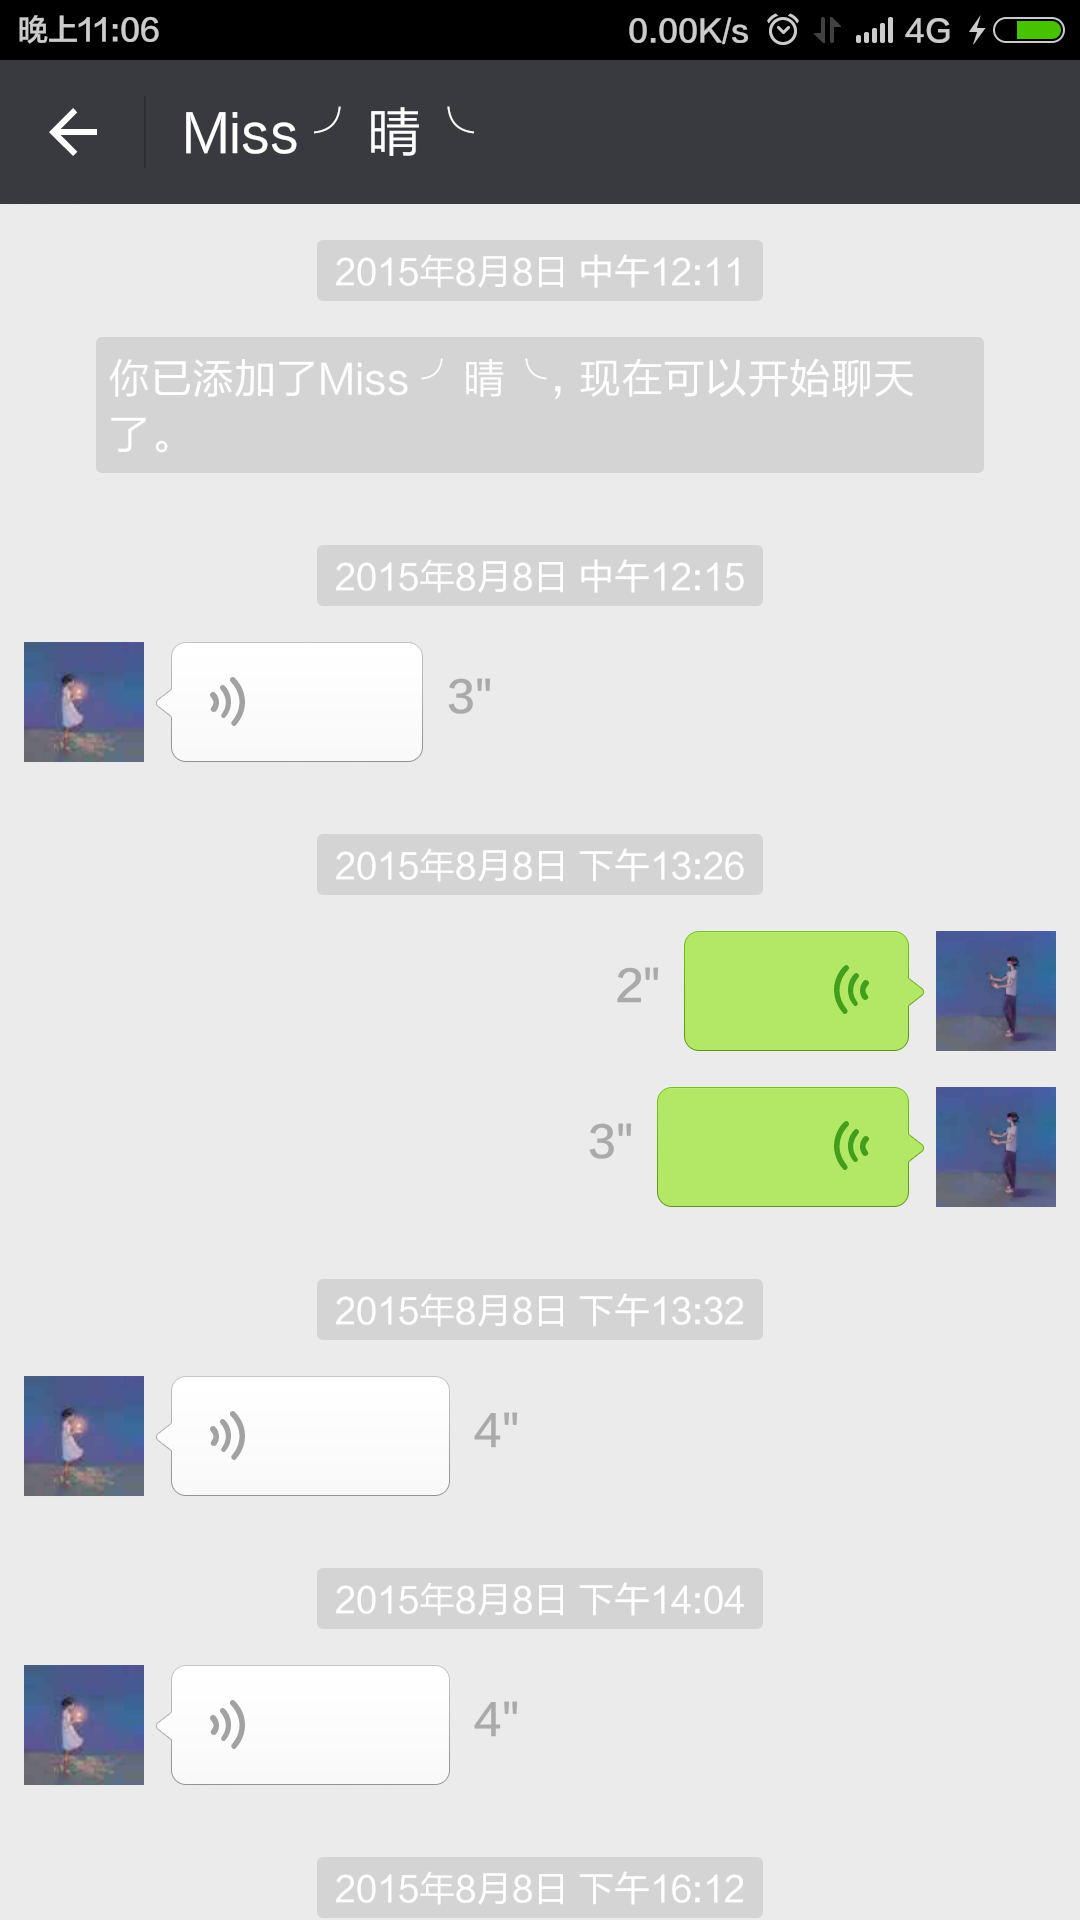 晚上11:06 0.00K/s 4G
Miss ╯晴╰
2015年8月8日 中午12:11
你已添加了Miss ╯晴╰, 现在可以开始聊天
了。
2015年8月8日 中午12:15
3"
2015年8月8日 下午13:26
2"
3"
2015年8月8日 下午13:32
4"
2015年8月8日 下午14:04
4"
2015年8月8日 下午16:12